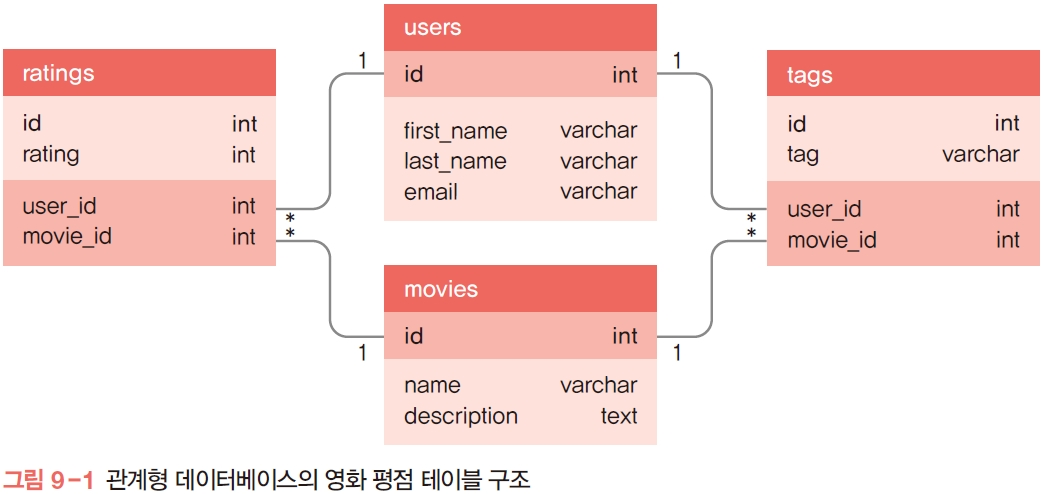 users
1
id int
1
first_name varchar
last_name varchar
email varchar
ratings
id int
rating int
user_id int
*
movie_id int
*
tags
id int
tag varchar
* user_id int
* movie_id int
movies
1
id int
1
name varchar
description text
그림 9-1 관계형 데이터베이스의 영화 평점 테이블 구조